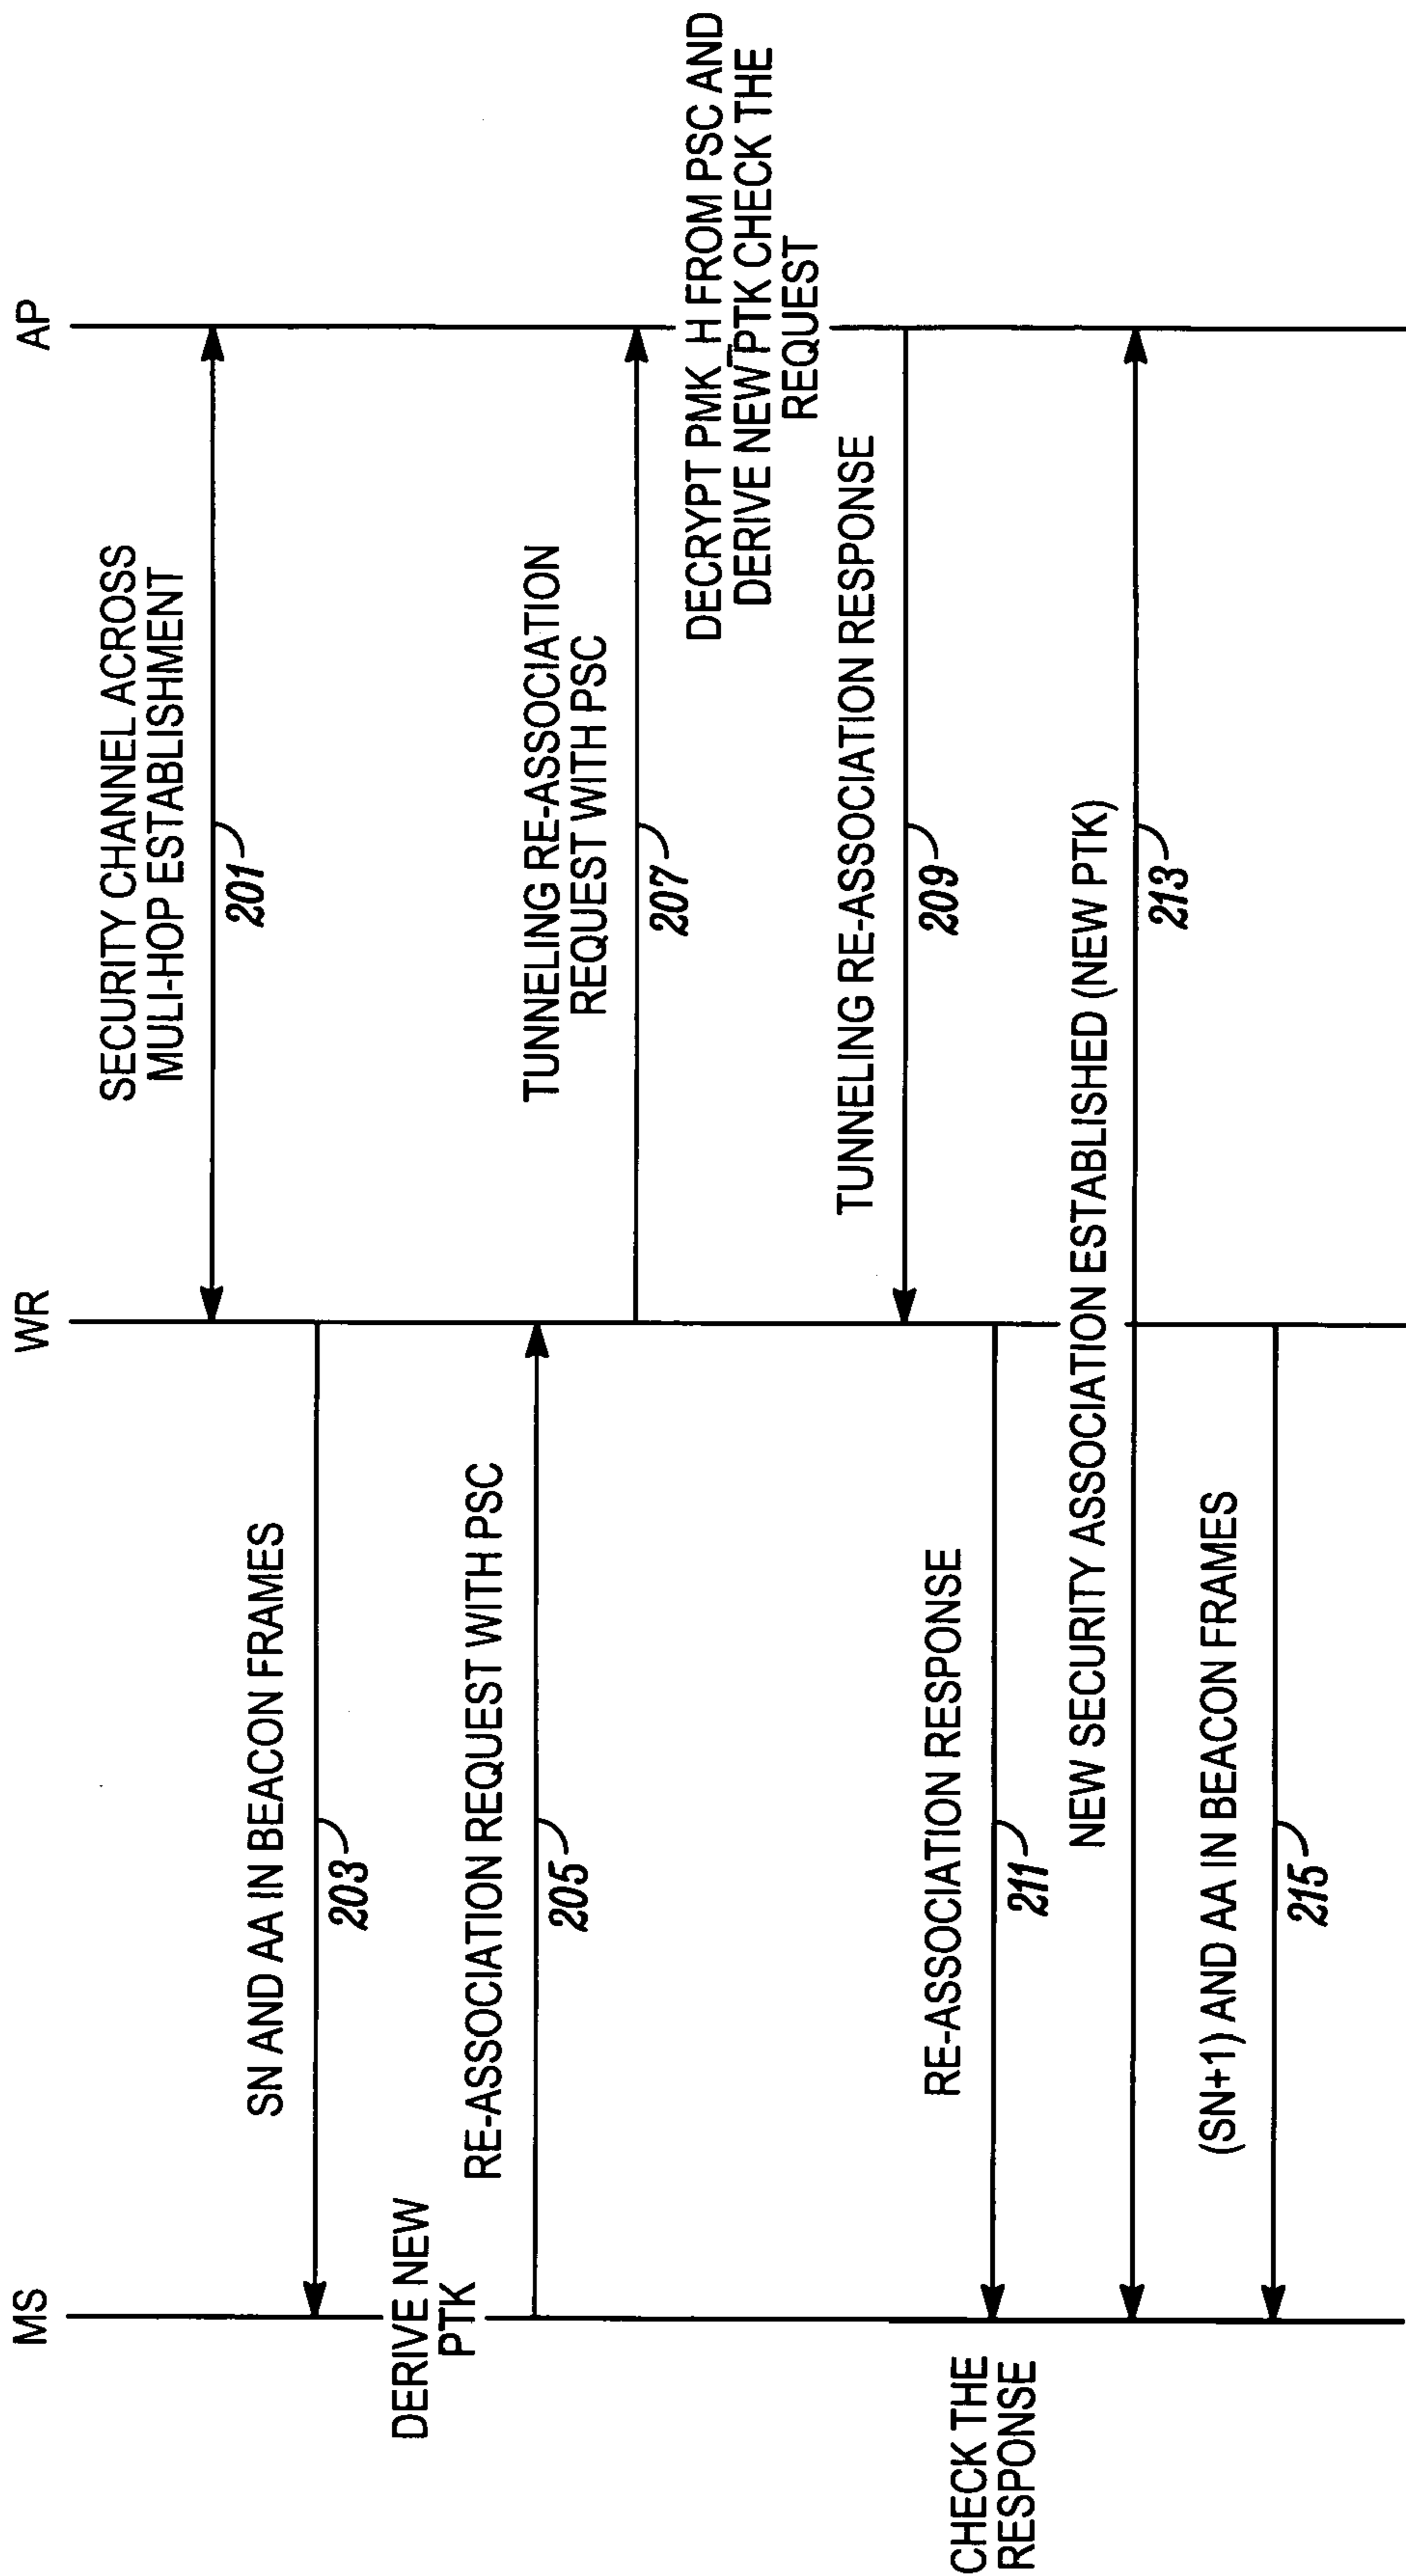 MS
WR
AP
SECURITY CHANNEL ACROSS
MULI-HOP ESTABLISHMENT
201
SN AND AA IN BEACON FRAMES
203
DERIVE NEW
PTK
RE-ASSOCIATION REQUEST WITH PSC
205
TUNNELING RE-ASSOCIATION
REQUEST WITH PSC
207
DECRYPT PMK_H FROM PSC AND
DERIVE NEW PTK CHECK THE
REQUEST
TUNNELING RE-ASSOCIATION RESPONSE
209
RE-ASSOCIATION RESPONSE
211
CHECK THE
RESPONSE
NEW SECURITY ASSOCIATION ESTABLISHED (NEW PTK)
213
(SN+1) AND AA IN BEACON FRAMES
215